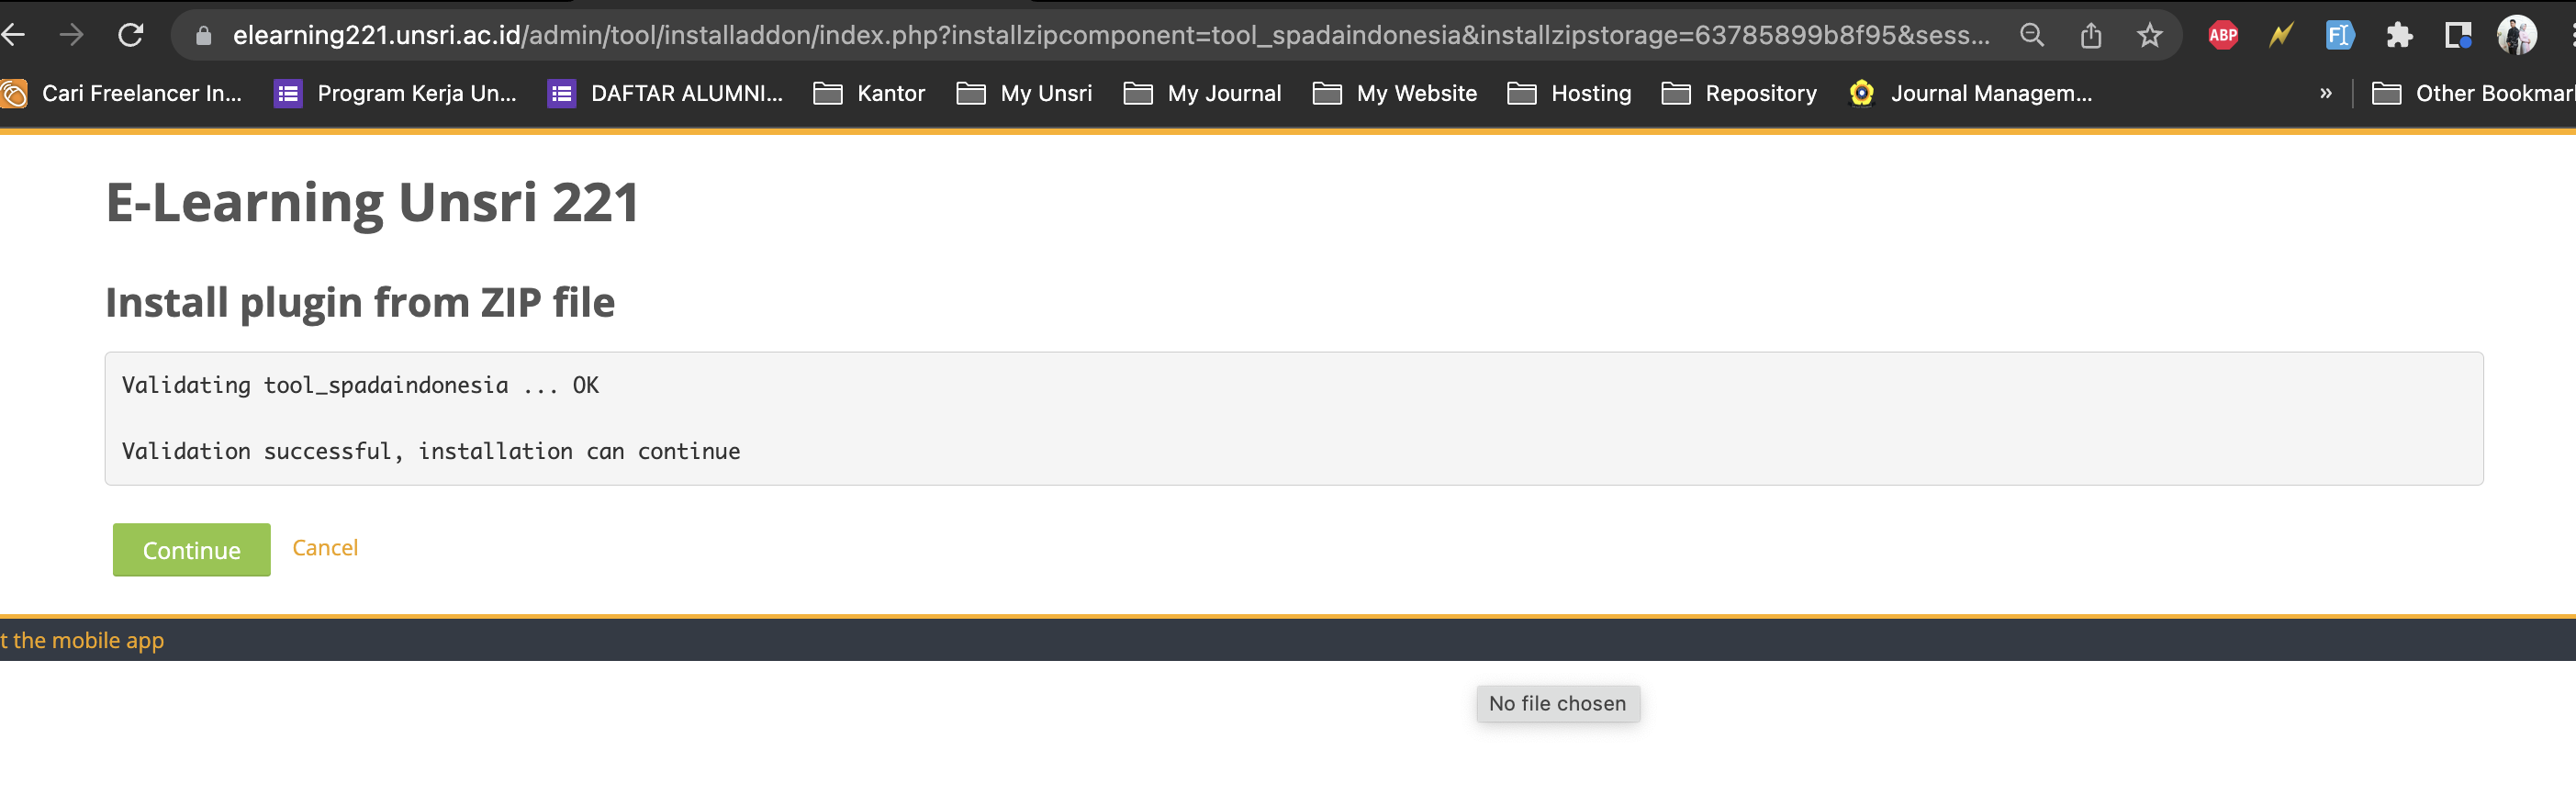 elearning221.unsri.ac.id/admin/tool/installaddon/index.php?installzipcomponent=tool_spadaindonesia&installzipstorage=63785899b8f95&sess...
ABP
Cari Freelancer In... Program Kerja Un... DAFTAR ALUMNI... Kantor My Unsri My Journal My Website Hosting Repository Journal Managem... » Other Bookmar
E-Learning Unsri 221
Install plugin from ZIP file
Validating tool_spadaindonesia ... OK
Validation successful, installation can continue
Continue Cancel
t the mobile app
No file chosen